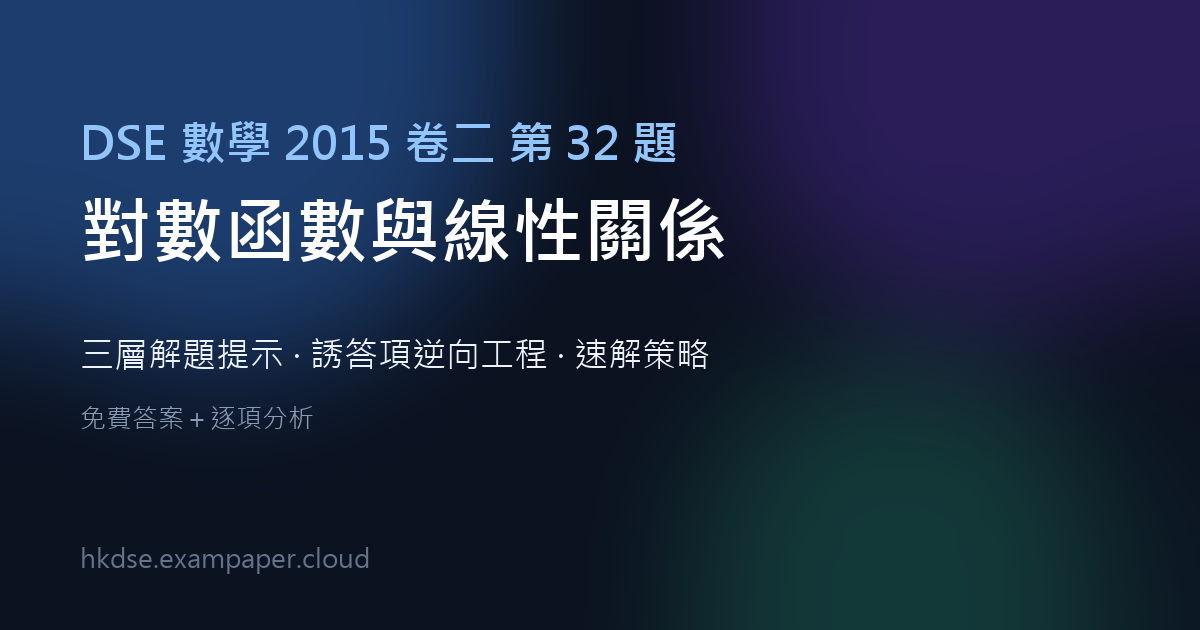 DSE 數學 2015 卷二 第 32 題
對數函數與線性關係
三層解題提示 · 誘答項逆向工程 · 速解策略
免費答案 + 逐項分析
hkdse.exampaper.cloud